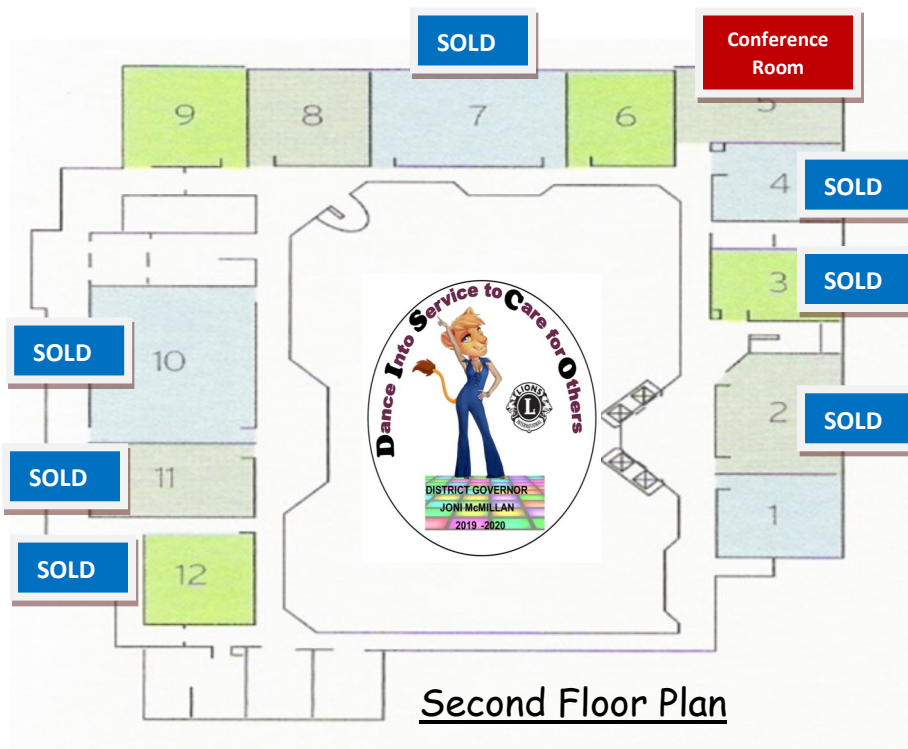 SOLD
Conference
Room
9
8
7
6
5
4
SOLD
3
SOLD
2
SOLD
1
SOLD
10
SOLD
11
SOLD
12
Dance Into Service to Care for Others
LIONS
L
INTERNATIONAL
DISTRICT GOVERNOR
JONI McMILLAN
2019 -2020
Second Floor Plan